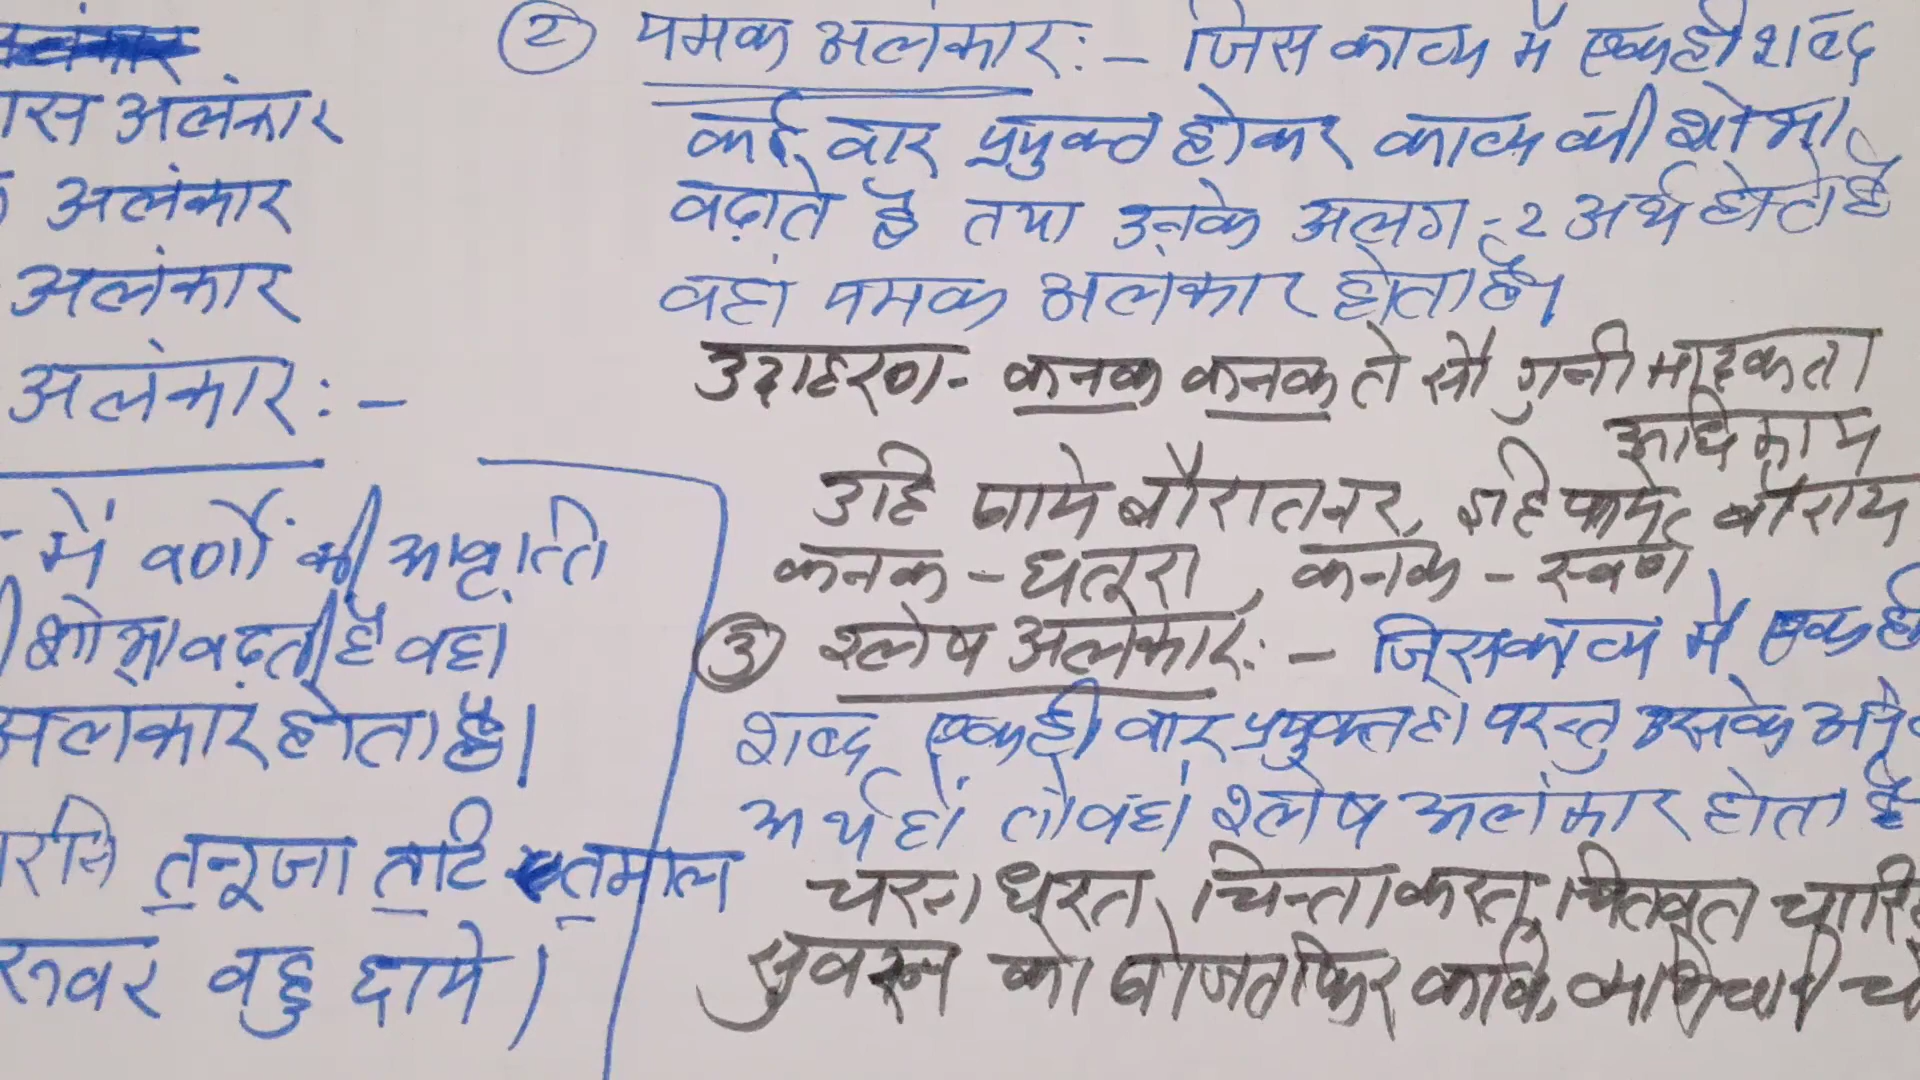 अलंकार
अलंकार
अलंकार
अलंकार:-
में वर्णों की आवृत्ति
शोभा बढ़ती है वहां
अलंकार होता है।
तनूजा तटि तमाल
बहु छाये।
② यमक अलंकार:- जिस काव्य में एक ही शब्द
कई वार प्रयुक्त होकर काव्य की शोभा
बढ़ाते है तथा उनके अलग-2 अर्थ होते है
वहां यमक अलंकार होता है।
उदाहरण- कनक कनक ते सौ गुनी मादकता
अधिकाय
उहि खाये बौरात नर, इहि पाये बौराय
कनक - धतूरा, कनक - स्वर्ण
③ श्लेष अलंकार:- जिस काव्य में एक ही
शब्द एक ही वार प्रयुक्त हो परन्तु उसके
अर्थ हों तो वहां श्लेष अलंकार होता है
चरन धरत, चिन्ता करत, चितवत
सुवरन को खोजत फिर कवि, व्यभिचारी